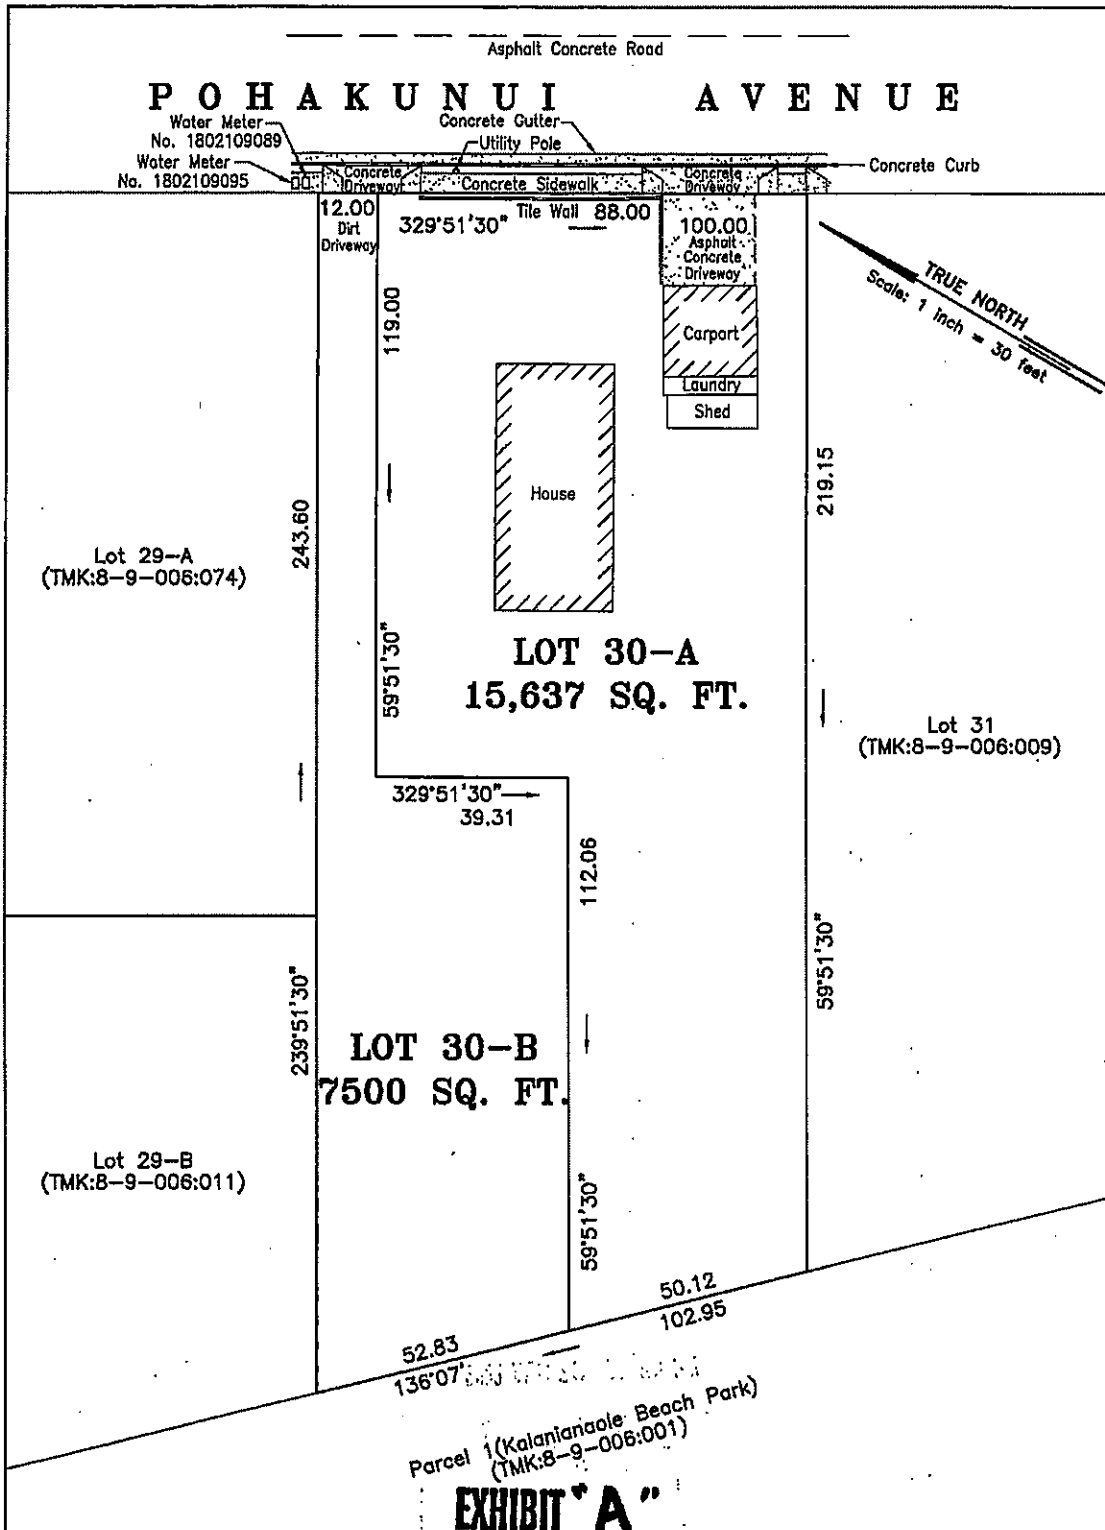 Asphalt Concrete Road
POHAKUNUI AVENUE
Water Meter
No. 1802109089
Concrete Gutter
Utility Pole
Water Meter
No. 1802109095
Concrete Curb
Concrete
Driveway
Concrete Sidewalk
Concrete
Driveway
12.00
Dirt
Driveway
329°51'30"
Tile Wall
88.00
100.00
Asphalt
Concrete
Driveway
TRUE NORTH
Scale: 1 inch = 30 feet
119.00
Carport
Laundry
Shed
House
219.15
243.60
Lot 29-A
(TMK:8-9-006:074)
59°51'30"
LOT 30-A
15,637 SQ. FT.
Lot 31
(TMK:8-9-006:009)
329°51'30"
39.31
112.06
59°51'30"
239°51'30"
LOT 30-B
7500 SQ. FT.
Lot 29-B
(TMK:8-9-006:011)
59°51'30"
50.12
102.95
52.83
136°07'
Parcel 1(Kalanianaole Beach Park)
(TMK:8-9-006:001)
EXHIBIT "A"